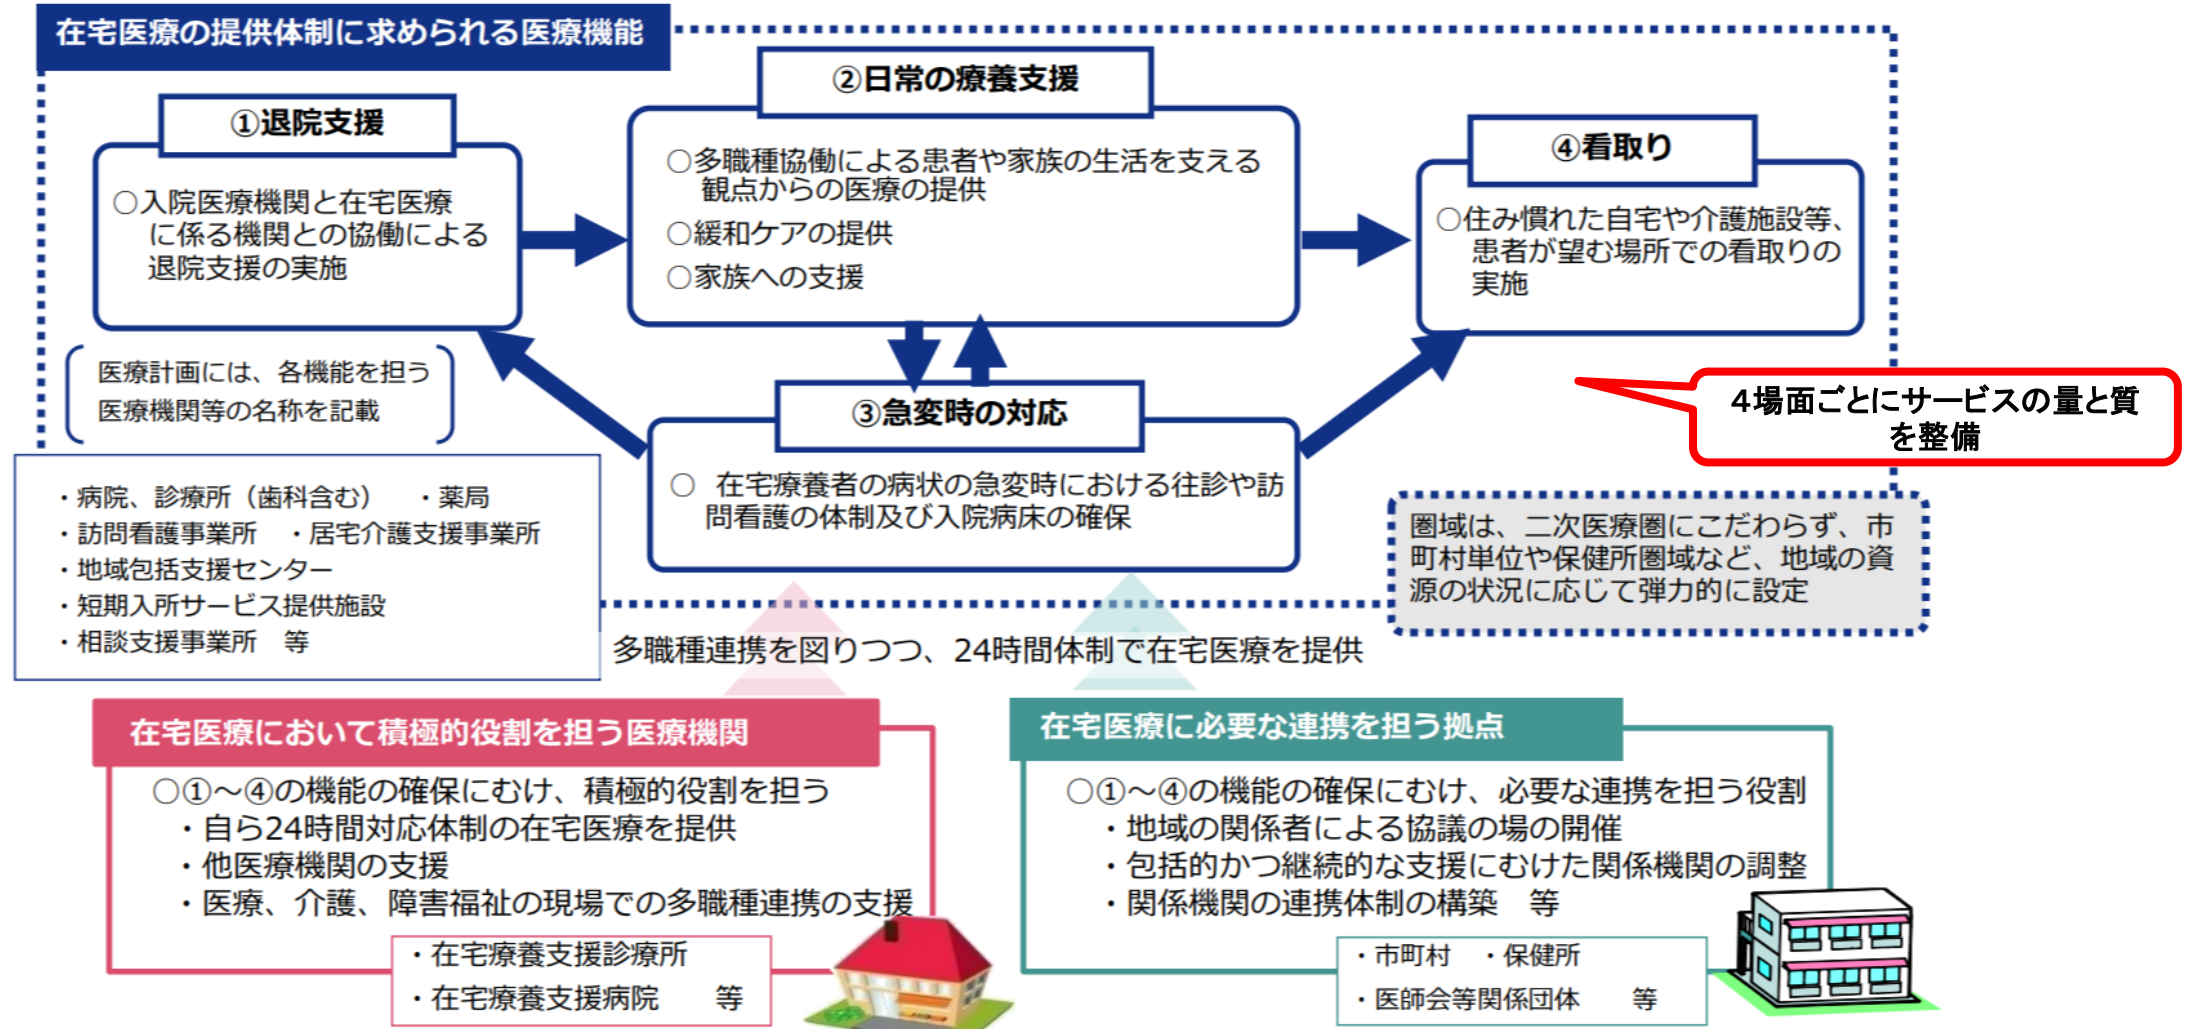 在宅医療の提供体制に求められる医療機能
①退院支援
○入院医療機関と在宅医療
に係る機関との協働による
退院支援の実施
②日常の療養支援
○多職種協働による患者や家族の生活を支える
観点からの医療の提供
○緩和ケアの提供
○家族への支援
④看取り
○住み慣れた自宅や介護施設等、
患者が望む場所での看取りの
実施
医療計画には、各機能を担う
医療機関等の名称を記載
③急変時の対応
○ 在宅療養者の病状の急変時における往診や訪
問看護の体制及び入院病床の確保
4場面ごとにサービスの量と質
を整備
・病院、診療所（歯科含む） ・薬局
・訪問看護事業所 ・居宅介護支援事業所
・地域包括支援センター
・短期入所サービス提供施設
・相談支援事業所 等
圏域は、二次医療圏にこだわらず、市
町村単位や保健所圏域など、地域の資
源の状況に応じて弾力的に設定
多職種連携を図りつつ、24時間体制で在宅医療を提供
在宅医療において積極的役割を担う医療機関
○①～④の機能の確保にむけ、積極的役割を担う
・自ら24時間対応体制の在宅医療を提供
・他医療機関の支援
・医療、介護、障害福祉の現場での多職種連携の支援
・在宅療養支援診療所
・在宅療養支援病院 等
在宅医療に必要な連携を担う拠点
○①～④の機能の確保にむけ、必要な連携を担う役割
・地域の関係者による協議の場の開催
・包括的かつ継続的な支援にむけた関係機関の調整
・関係機関の連携体制の構築 等
・市町村 ・保健所
・医師会等関係団体 等